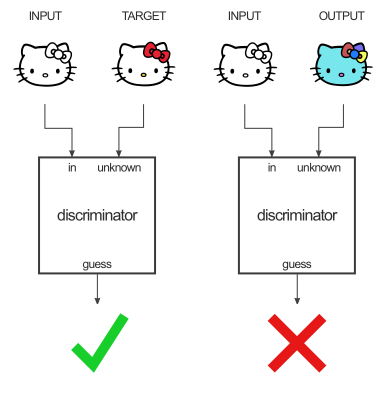 INPUT TARGET INPUT OUTPUT
in unknown in unknown
discriminator discriminator
guess guess